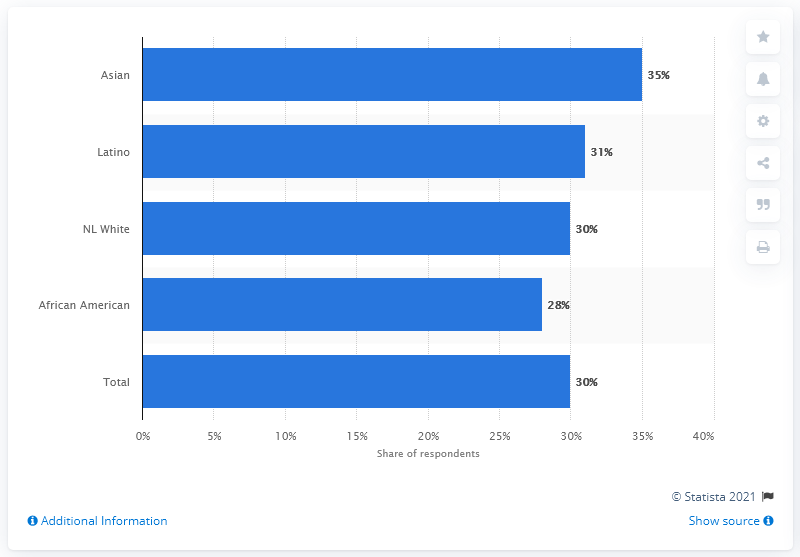 Asian 35%
Latino 31%
NL White 30%
African American 28%
Total 30%
0% 5% 10% 15% 20% 25% 30% 35% 40%
Share of respondents
© Statista 2021
Additional Information Show source